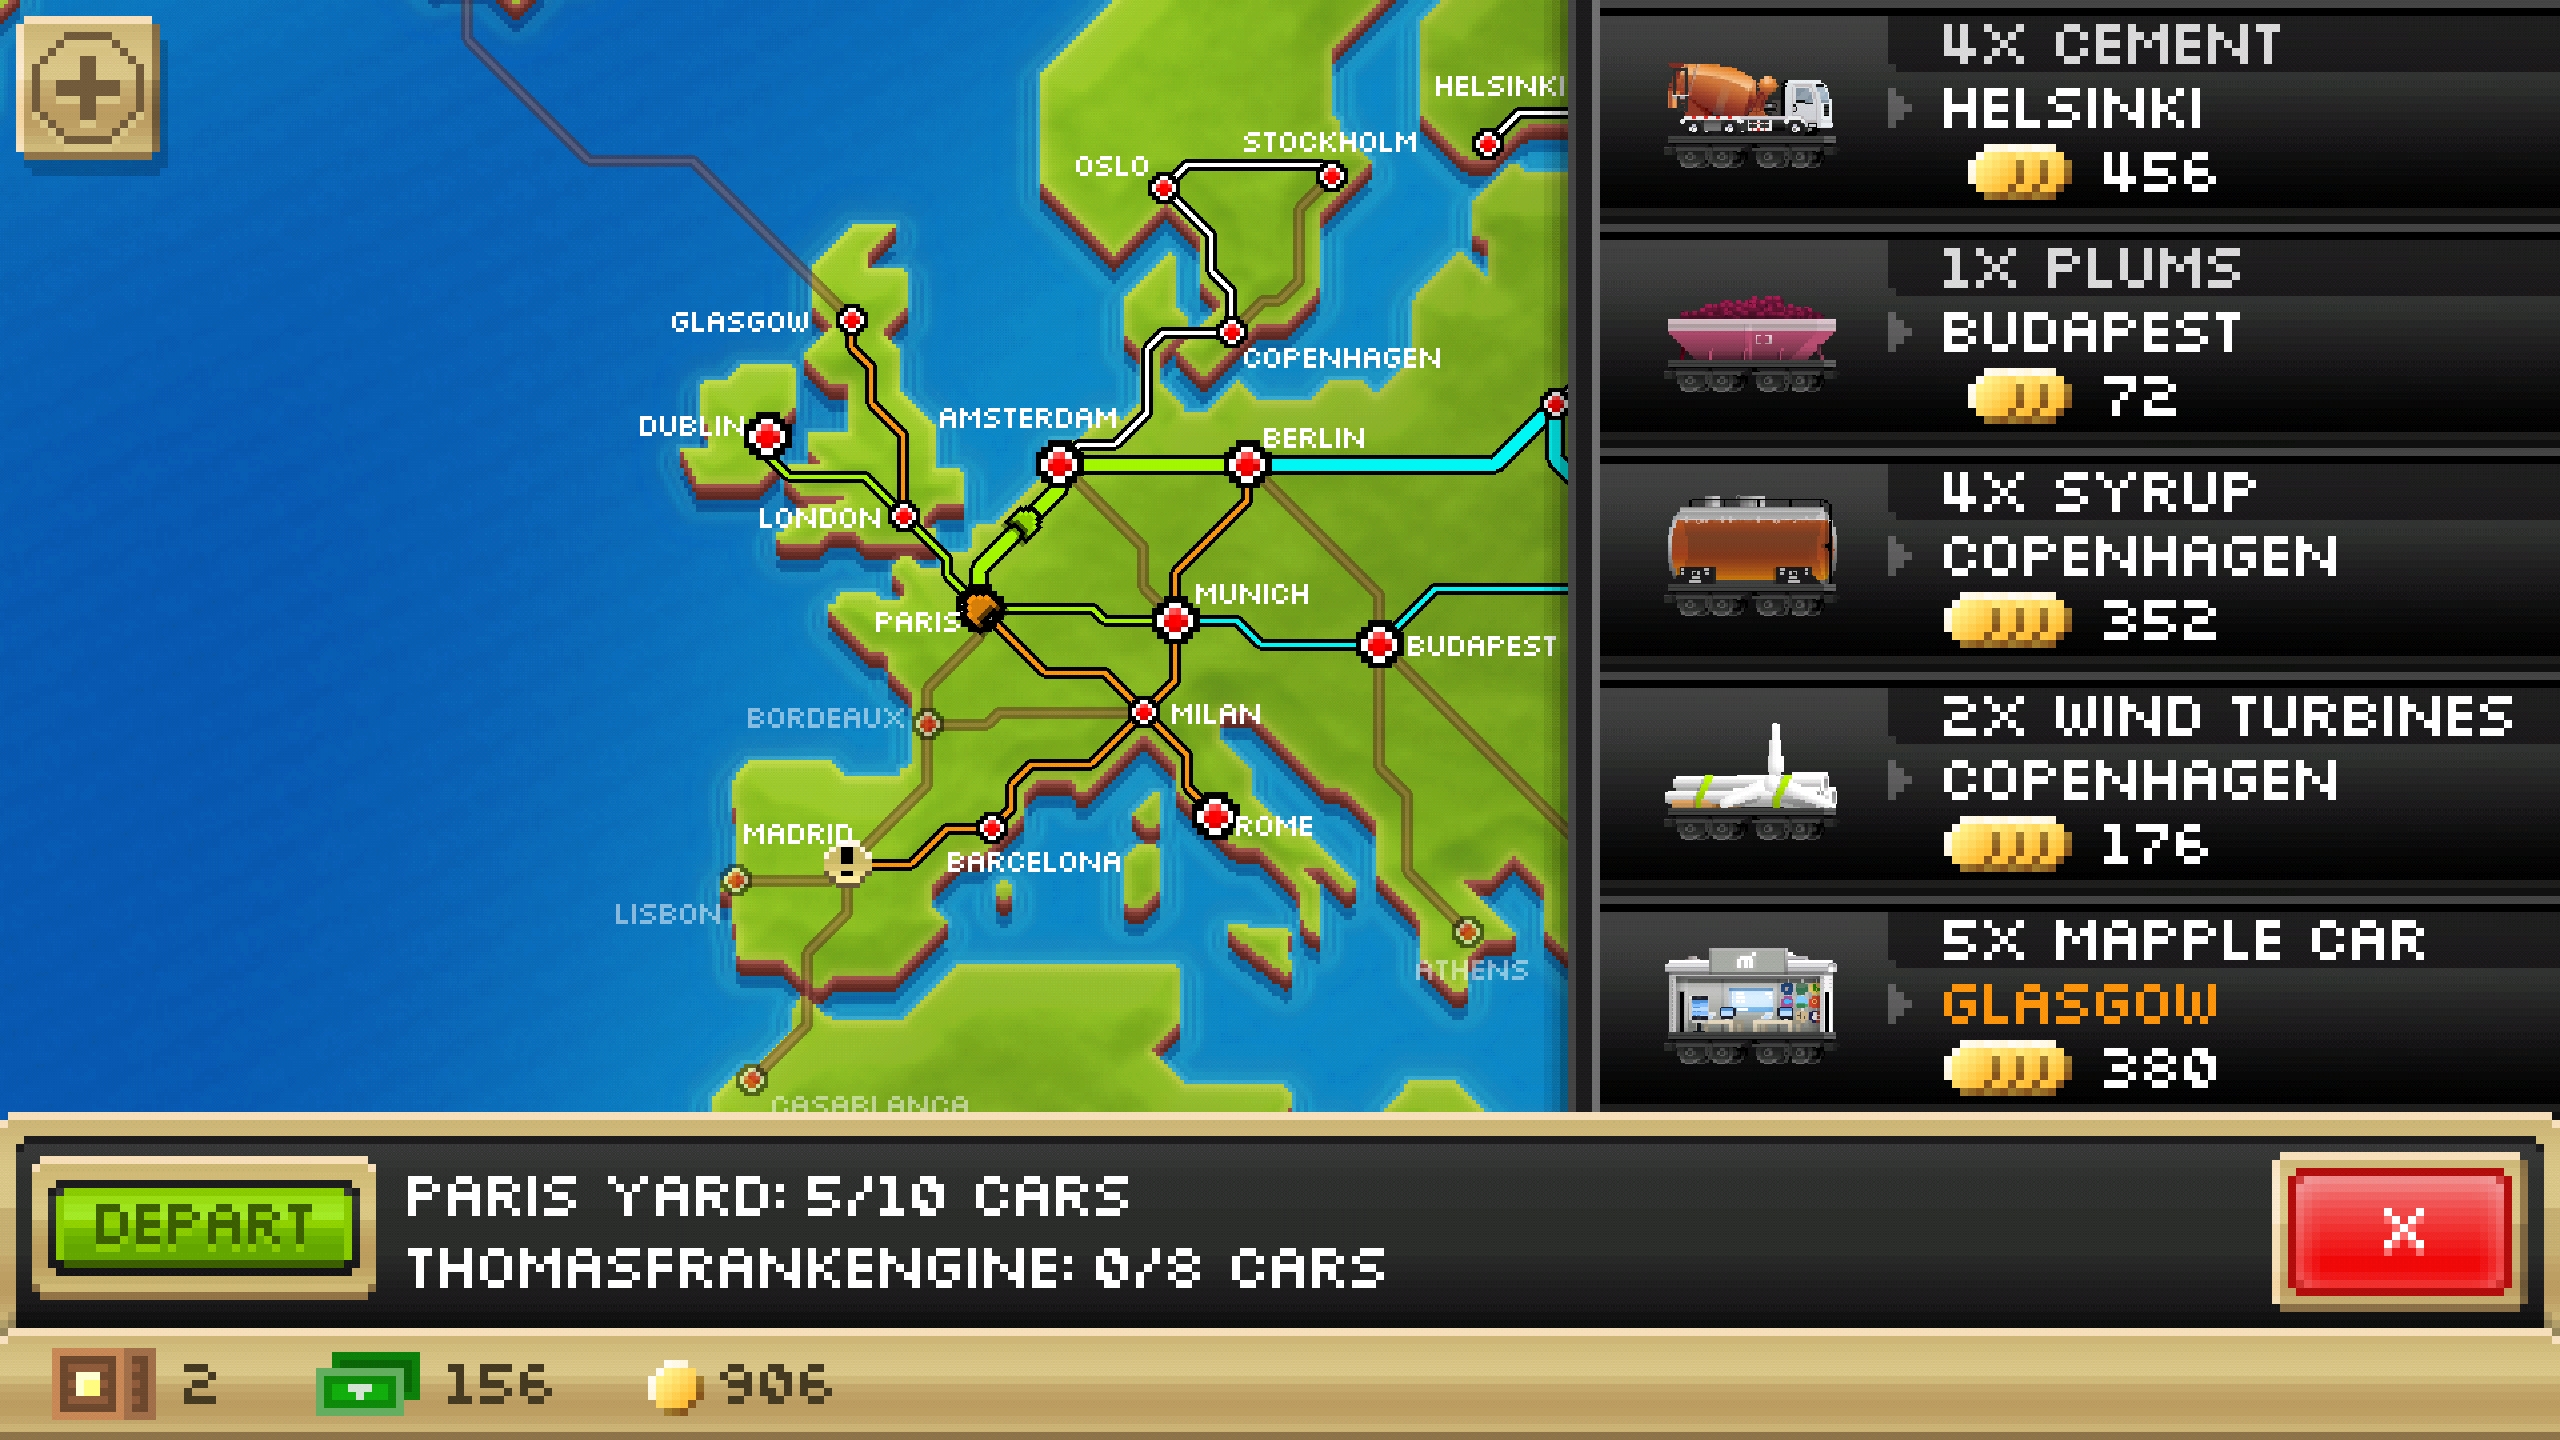 HELSINKI
STOCKHOLM
OSLO
GLASGOW
COPENHAGEN
DUBLIN
AMSTERDAM
BERLIN
LONDON
MUNICH
PARIS
BUDAPEST
BORDEAUX
MILAN
MADRID
ROME
BARCELONA
LISBON
ATHENS
CASABLANCA
4X CEMENT
HELSINKI
456
1X PLUMS
BUDAPEST
72
4X SYRUP
COPENHAGEN
352
2X WIND TURBINES
COPENHAGEN
176
m
5X MAPPLE CAR
GLASGOW
380
DEPART
PARIS YARD: 5/10 CARS
THOMASFRANKENGINE: 0/8 CARS
X
2
156
906